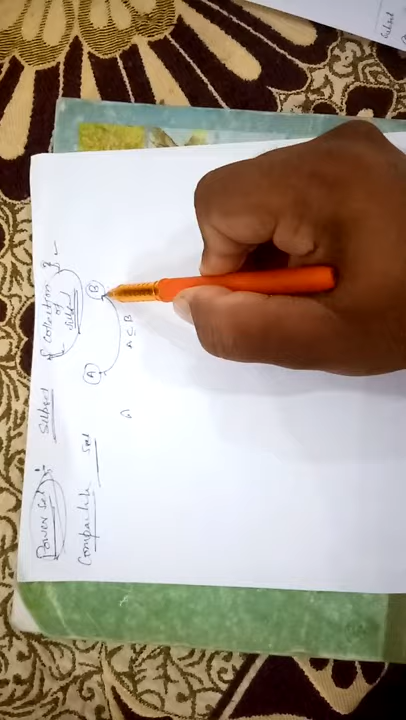 Power set :- subset { collection of subset }
Comparable set (A) (B)
A ⊆ B
A